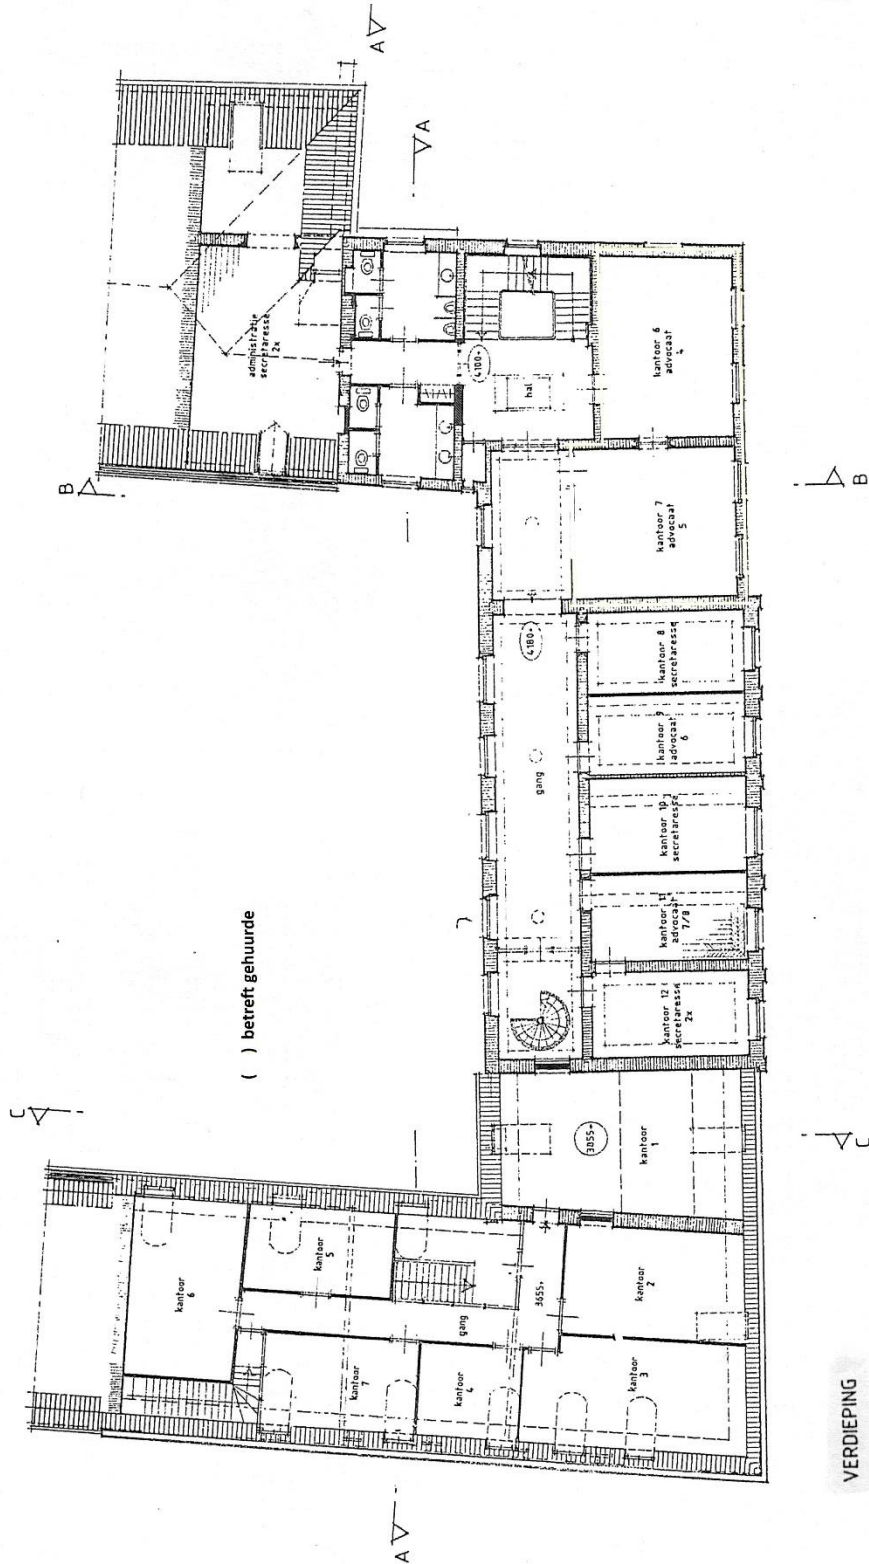 A
A
B
administratie
secretaresse
2x
4100+
hal
kantoor 6
advocaat
4
kantoor 7
advocaat
5
B
4180+
gang
kantoor 8
secretaresse
kantoor 9
advocaat
6
kantoor 10
secretaresse
kantoor 11
advocaat
7/8
kantoor 12
secretaresse
2x
( ) betreft gehuurde
C
3855+
kantoor
1
C
kantoor
6
kantoor
5
gang
3655+
kantoor
2
kantoor
7
kantoor
4
kantoor
3
A
VERDIEPING